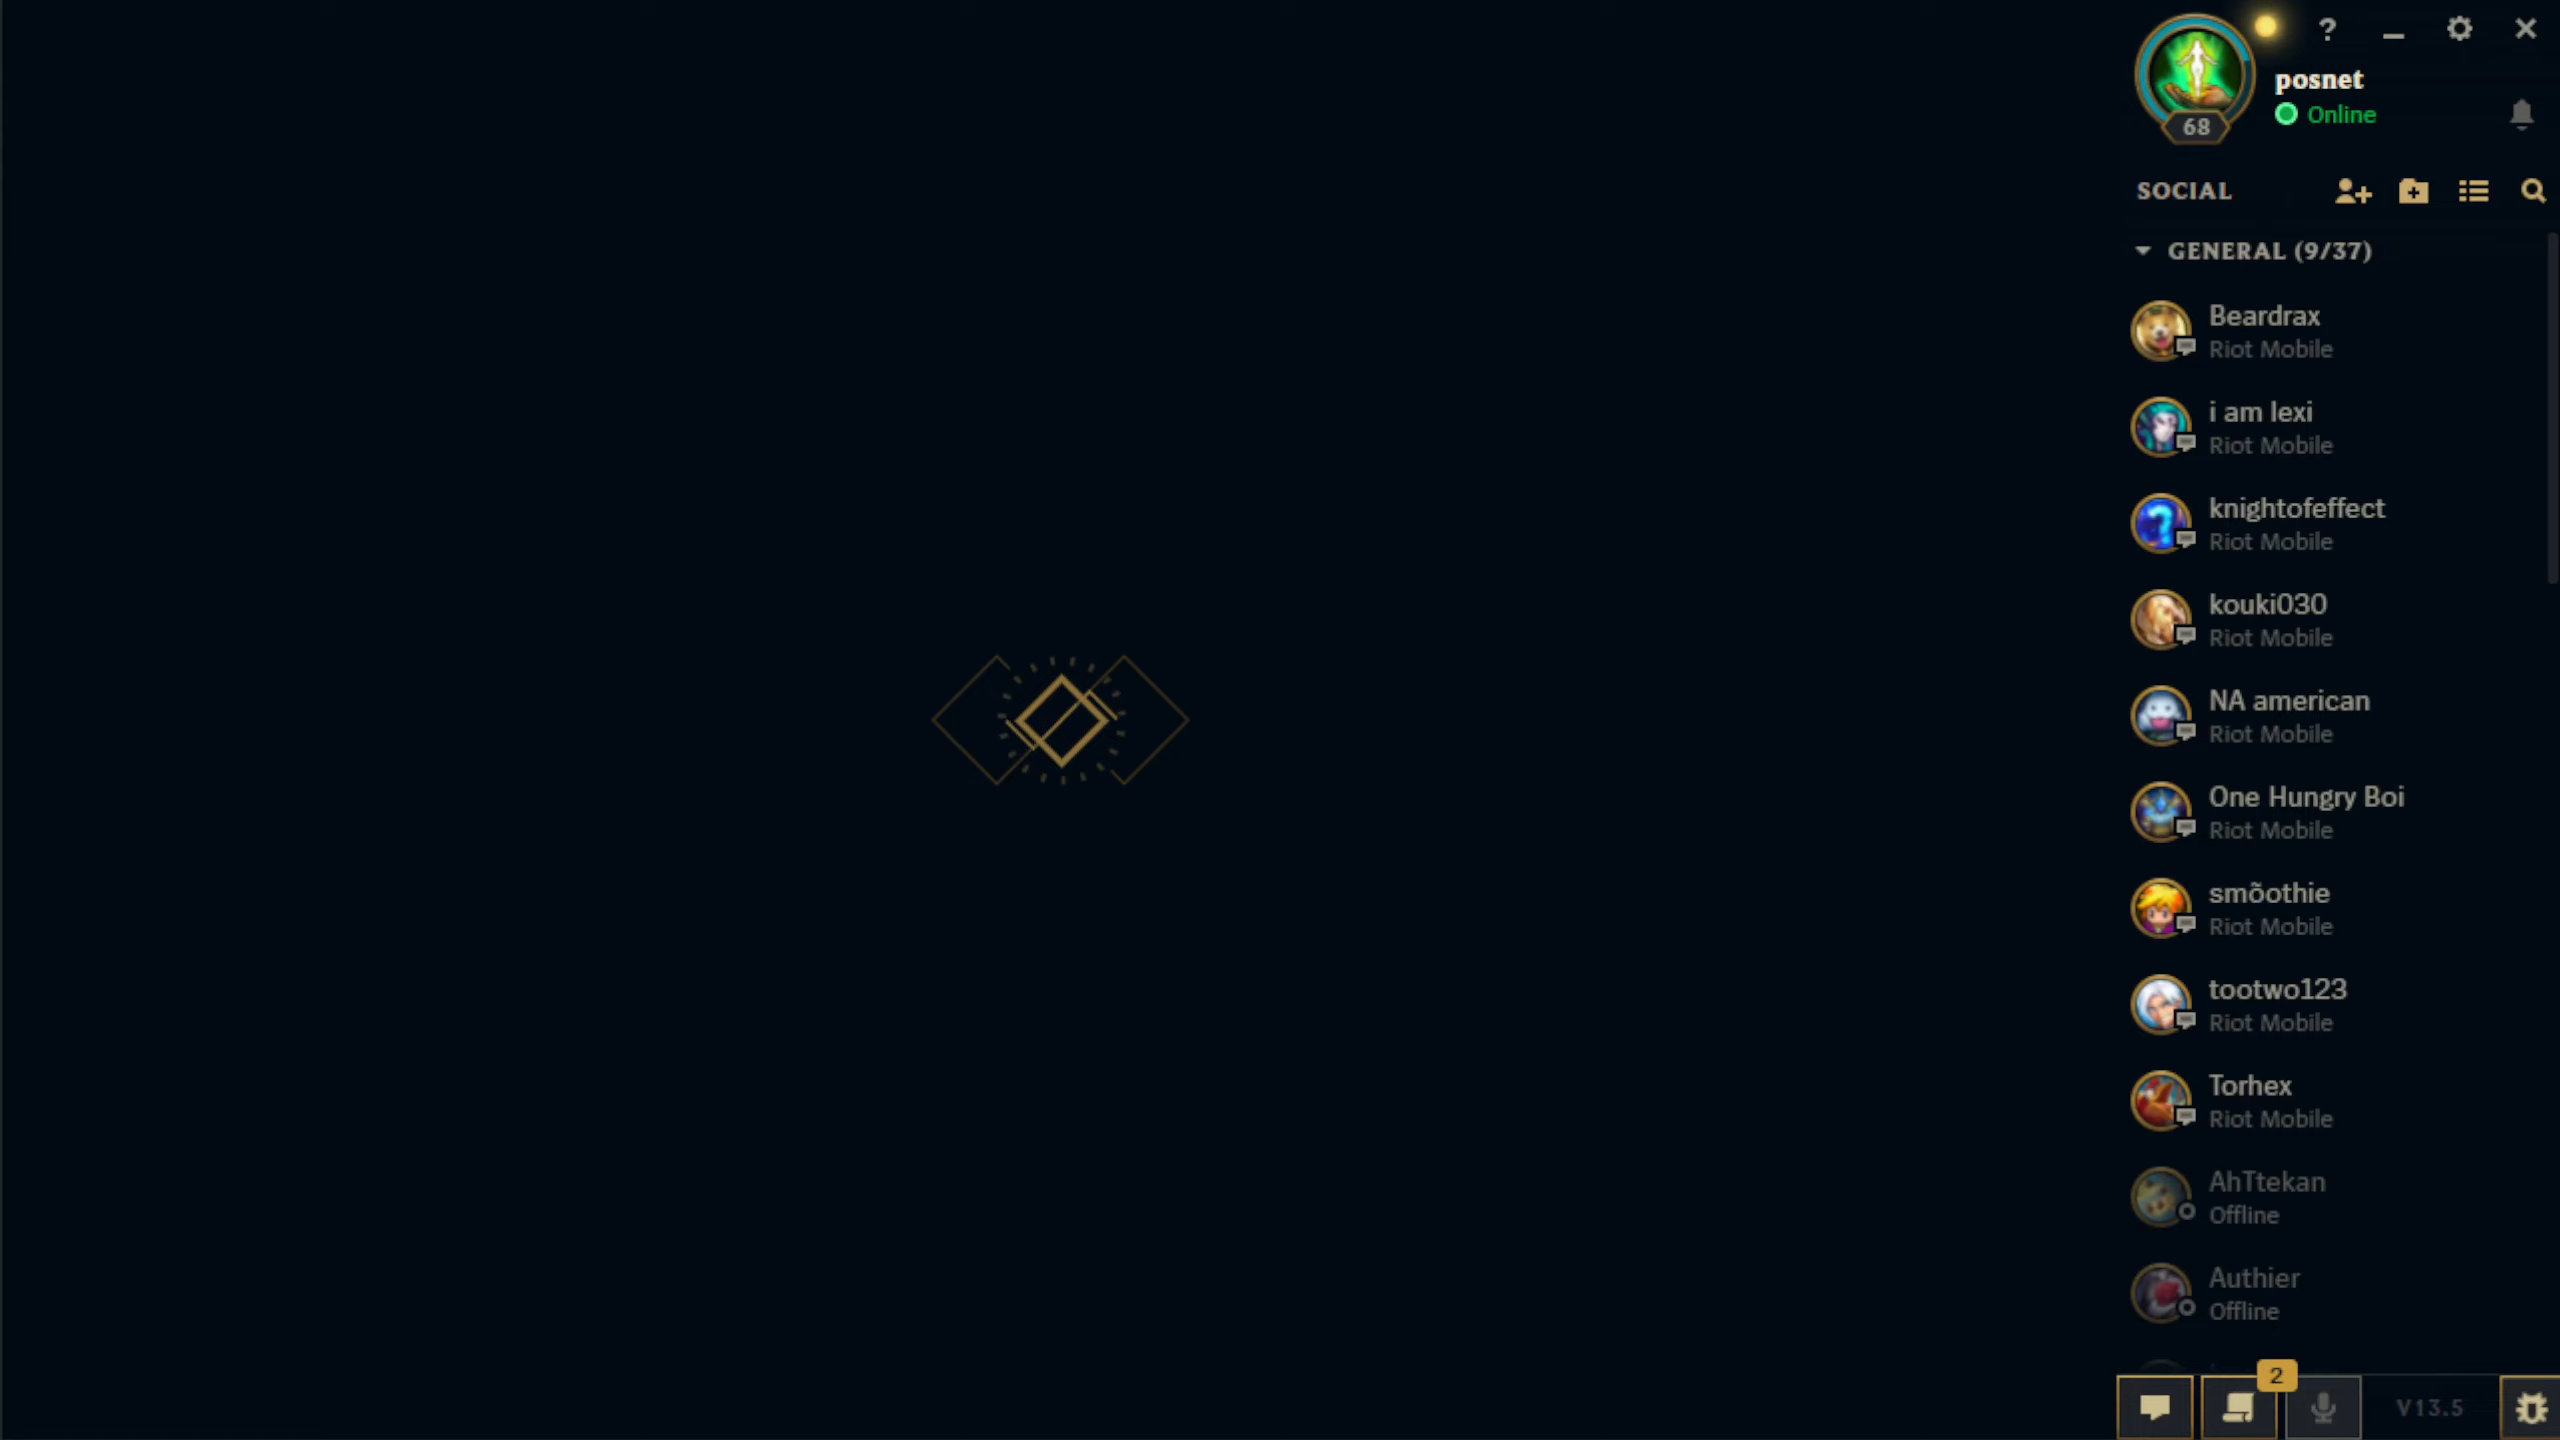 ?
posnet
Online
68
SOCIAL
GENERAL (9/37)
Beardrax
Riot Mobile
i am lexi
Riot Mobile
knightofeffect
Riot Mobile
kouki030
Riot Mobile
NA american
Riot Mobile
One Hungry Boi
Riot Mobile
smõothie
Riot Mobile
tootwo123
Riot Mobile
Torhex
Riot Mobile
AhTtekan
Offline
Authier
Offline
2
V13.5